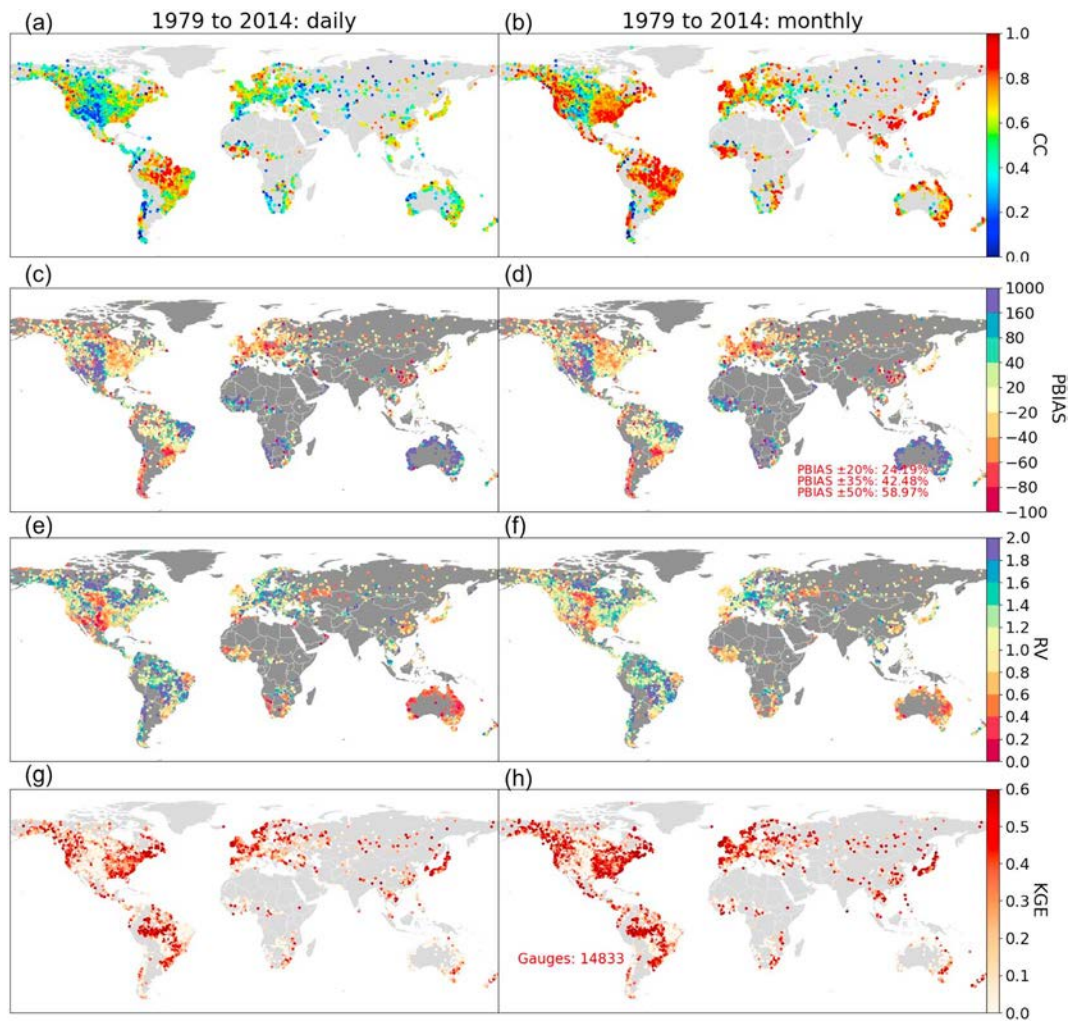 (a) 1979 to 2014: daily
(b) 1979 to 2014: monthly
1.0
0.8
0.6
0.4
0.2
0.0
CC
(c)
(d)
1000
160
80
40
20
−20
−40
−60
−80
−100
PBIAS
PBIAS ±20%: 24.19%
PBIAS ±35%: 42.48%
PBIAS ±50%: 58.97%
(e)
(f)
2.0
1.8
1.6
1.4
1.2
1.0
0.8
0.6
0.4
0.2
0.0
RV
(g)
(h)
0.6
0.5
0.4
0.3
0.2
0.1
0.0
KGE
Gauges: 14833